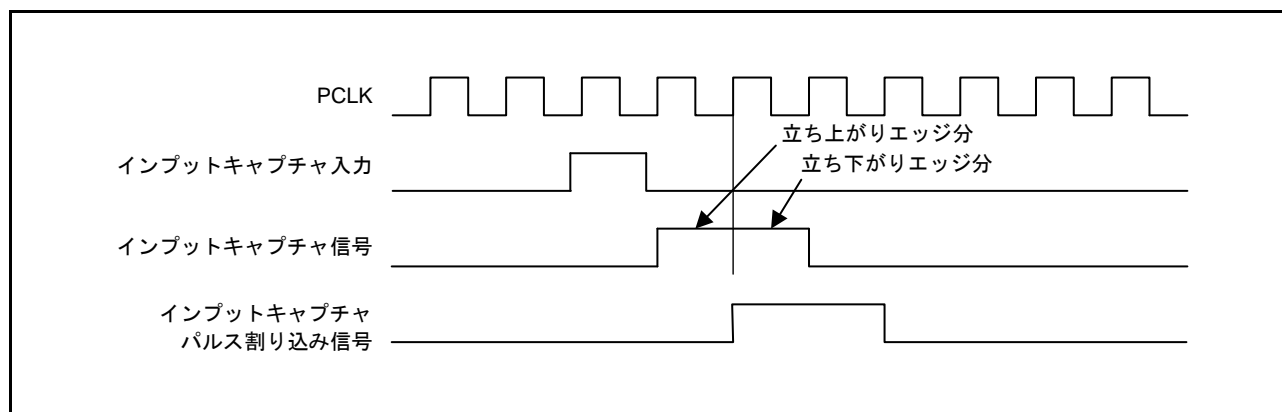 PCLK
立ち上がりエッジ分
インプットキャプチャ入力
立ち下がりエッジ分
インプットキャプチャ信号
インプットキャプチャ
パルス割り込み信号